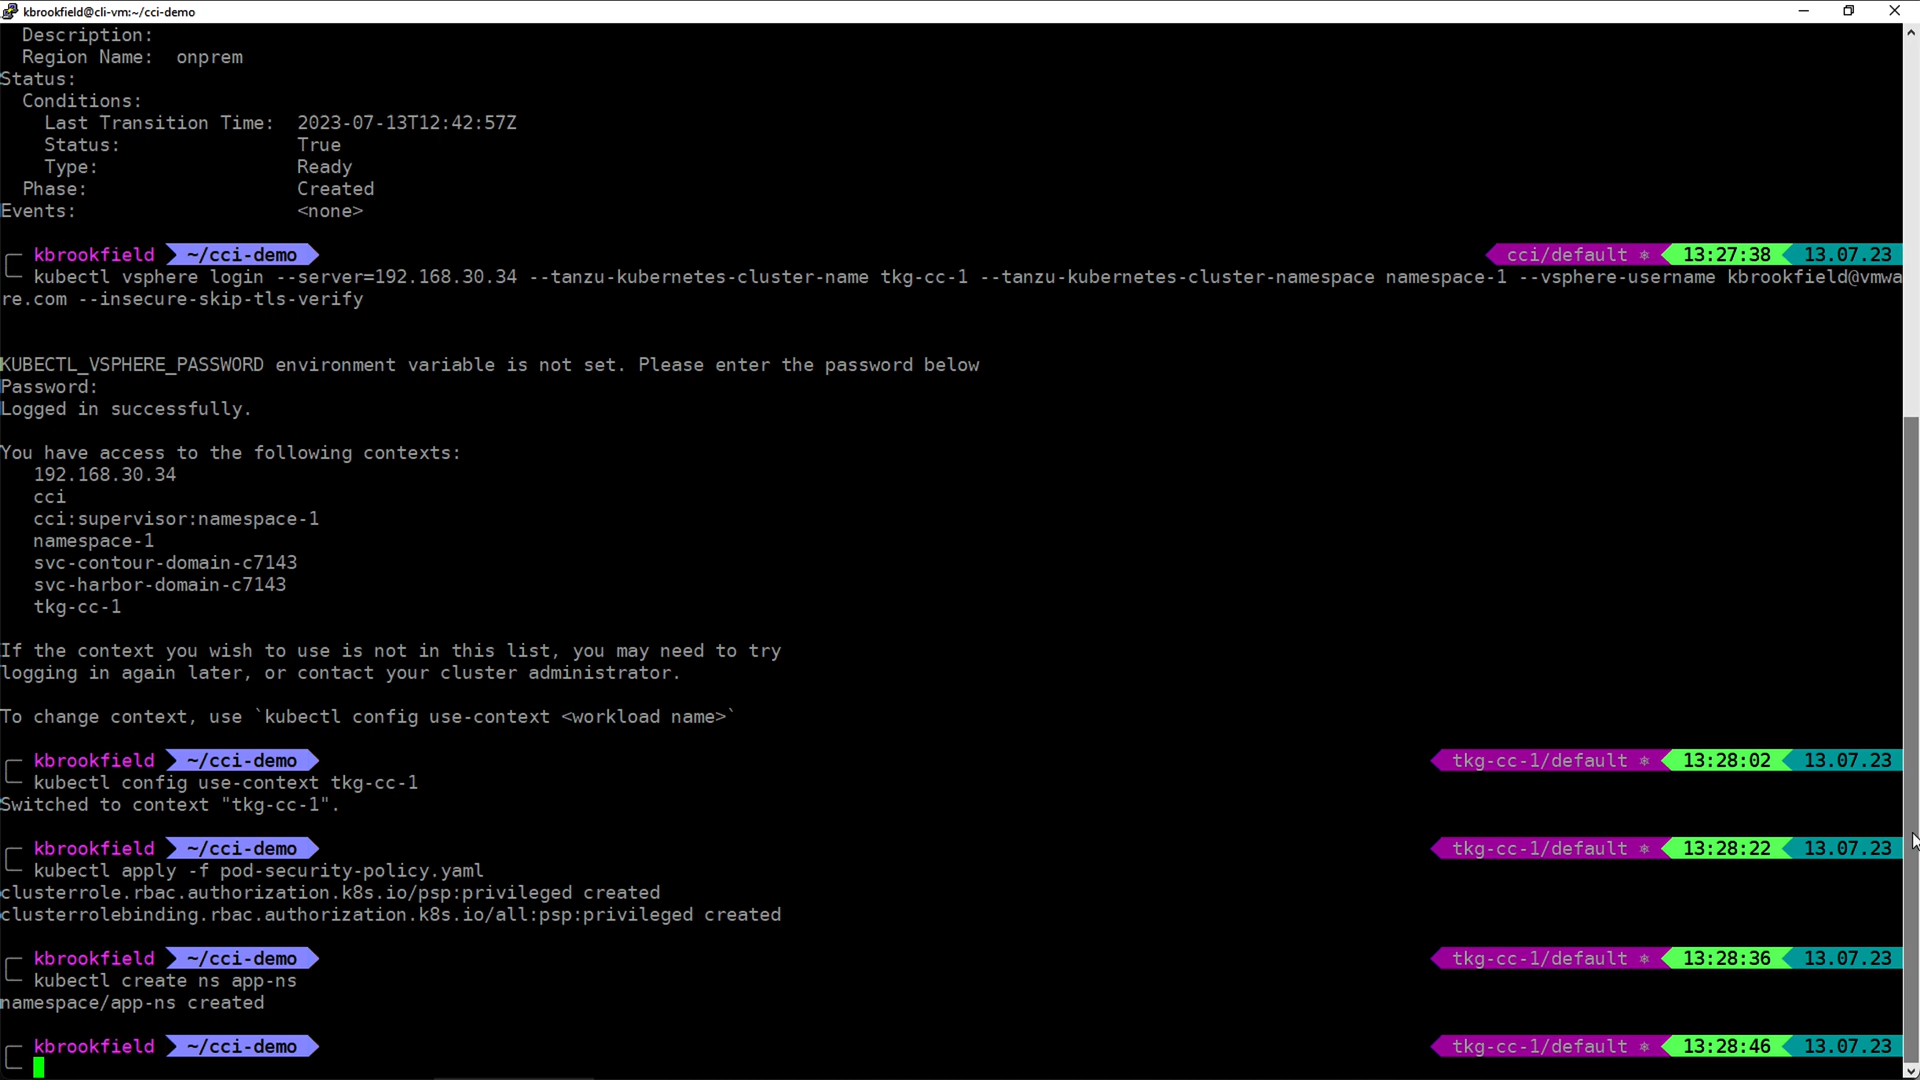 kbrookfield@cli-vm:~/cci-demo
Description:
Region Name:  onprem
Status:
Conditions:
Last Transition Time:  2023-07-13T12:42:57Z
Status:                True
Type:                  Ready
Phase:                   Created
Events:                    <none>
kbrookfield ~/cci-demo cci/default ⎈ 13:27:38 13.07.23
kubectl vsphere login --server=192.168.30.34 --tanzu-kubernetes-cluster-name tkg-cc-1 --tanzu-kubernetes-cluster-namespace namespace-1 --vsphere-username kbrookfield@vmwa
re.com --insecure-skip-tls-verify
KUBECTL_VSPHERE_PASSWORD environment variable is not set. Please enter the password below
Password:
Logged in successfully.
You have access to the following contexts:
192.168.30.34
cci
cci:supervisor:namespace-1
namespace-1
svc-contour-domain-c7143
svc-harbor-domain-c7143
tkg-cc-1
If the context you wish to use is not in this list, you may need to try
logging in again later, or contact your cluster administrator.
To change context, use `kubectl config use-context <workload name>`
kbrookfield ~/cci-demo tkg-cc-1/default ⎈ 13:28:02 13.07.23
kubectl config use-context tkg-cc-1
Switched to context "tkg-cc-1".
kbrookfield ~/cci-demo tkg-cc-1/default ⎈ 13:28:22 13.07.23
kubectl apply -f pod-security-policy.yaml
clusterrole.rbac.authorization.k8s.io/psp:privileged created
clusterrolebinding.rbac.authorization.k8s.io/all:psp:privileged created
kbrookfield ~/cci-demo tkg-cc-1/default ⎈ 13:28:36 13.07.23
kubectl create ns app-ns
namespace/app-ns created
kbrookfield ~/cci-demo tkg-cc-1/default ⎈ 13:28:46 13.07.23